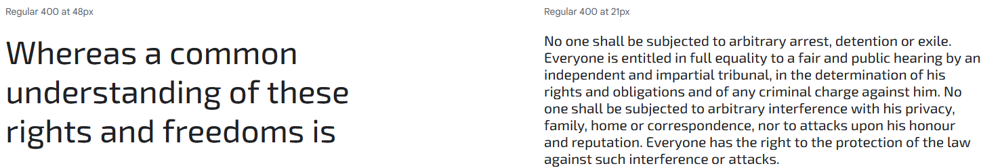 Regular 400 at 48px
Whereas a common
understanding of these
rights and freedoms is
Regular 400 at 21px
No one shall be subjected to arbitrary arrest, detention or exile.
Everyone is entitled in full equality to a fair and public hearing by an
independent and impartial tribunal, in the determination of his
rights and obligations and of any criminal charge against him. No
one shall be subjected to arbitrary interference with his privacy,
family, home or correspondence, nor to attacks upon his honour
and reputation. Everyone has the right to the protection of the law
against such interference or attacks.